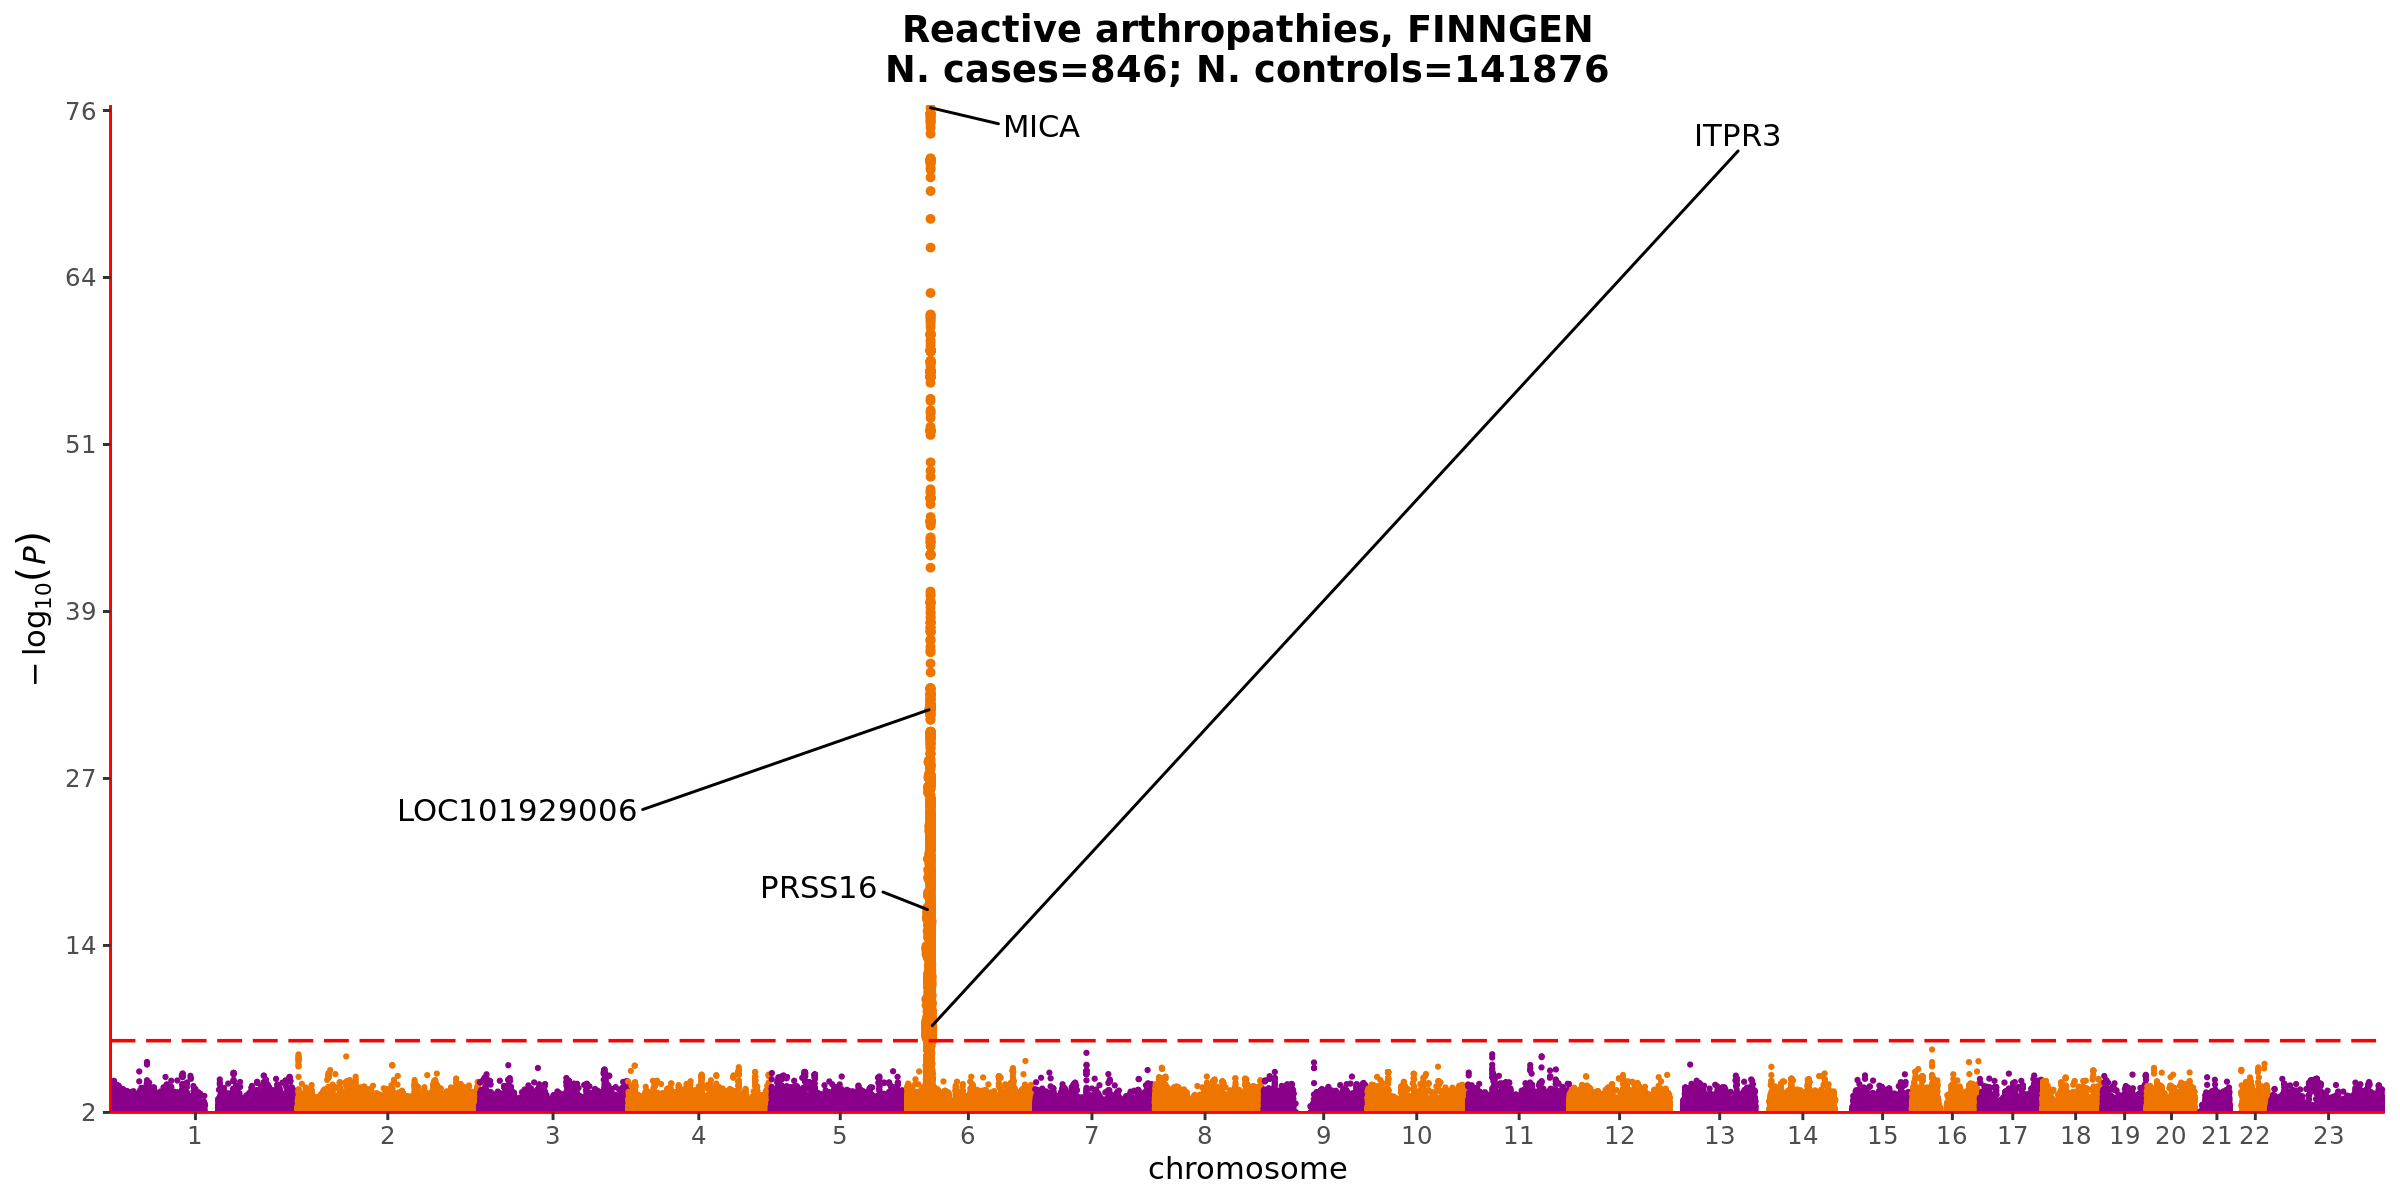 Reactive arthropathies, FINNGEN
N. cases=846; N. controls=141876
76
MICA
ITPR3
64
51
− log10(P)
39
LOC101929006
27
PRSS16
14
2
1 2 3 4 5 6 7 8 9 10 11 12 13 14 15 16 17 18 19 20 21 22 23
chromosome